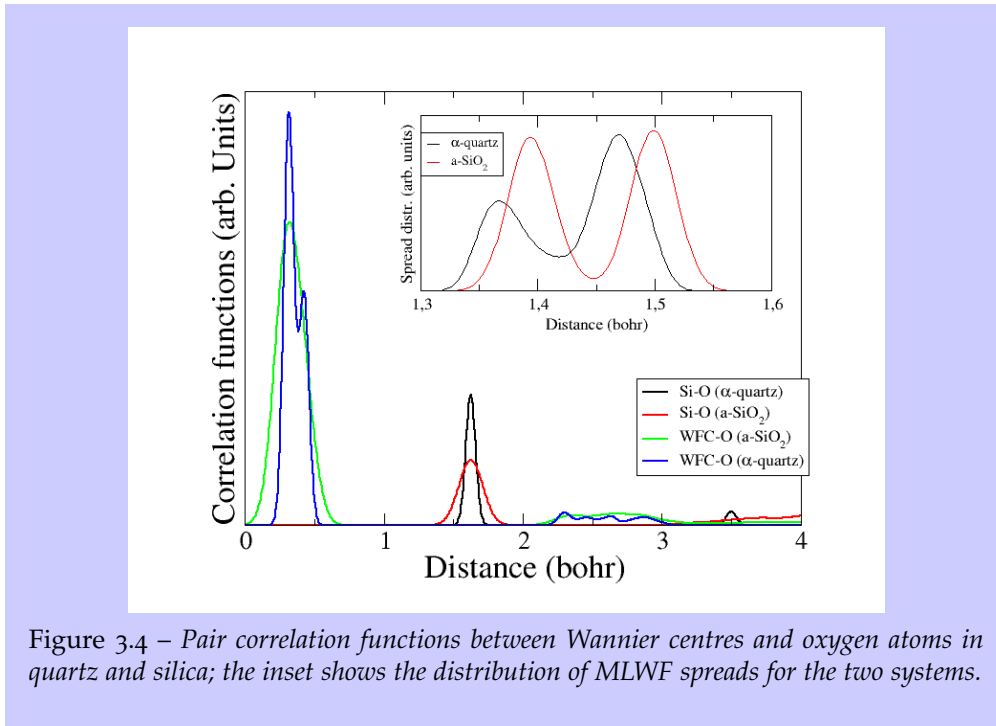 Correlation functions (arb. Units)
Spread distr. (arb. units)
α-quartz
a-SiO2
1,3 1,4 1,5 1,6
Distance (bohr)
Si-O (α-quartz)
Si-O (a-SiO2)
WFC-O (a-SiO2)
WFC-O (α-quartz)
0 1 2 3 4
Distance (bohr)
Figure 3.4 – Pair correlation functions between Wannier centres and oxygen atoms in
quartz and silica; the inset shows the distribution of MLWF spreads for the two systems.